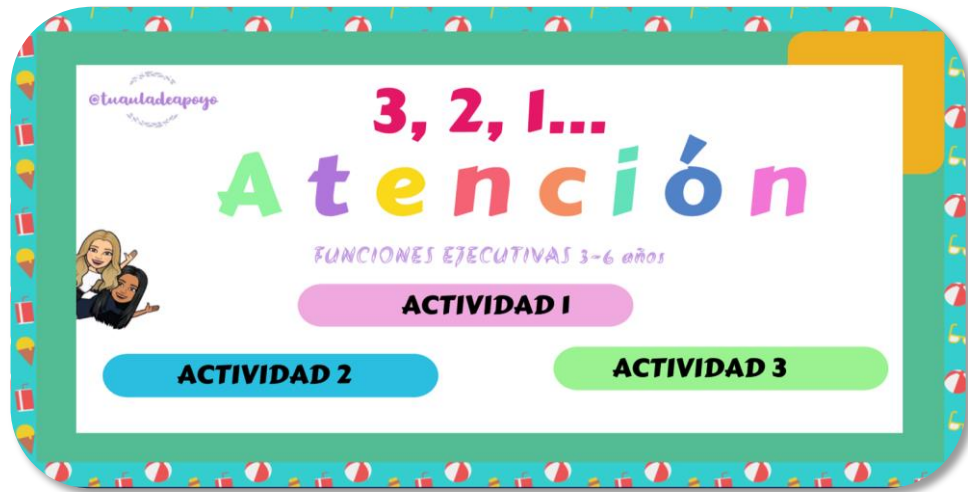 @tuauladeapoyo
3, 2, 1...
Atención
FUNCIONES EJECUTIVAS 3-6 años
ACTIVIDAD 1
ACTIVIDAD 2
ACTIVIDAD 3